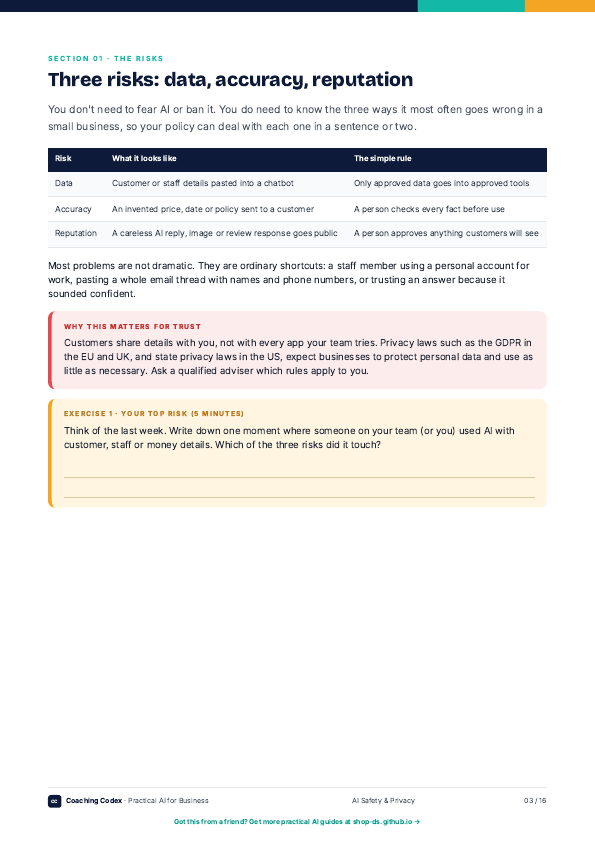 SECTION 01 · THE RISKS
Three risks: data, accuracy, reputation
You don't need to fear AI or ban it. You do need to know the three ways it most often goes wrong in a
small business, so your policy can deal with each one in a sentence or two.
Risk What it looks like The simple rule
Data Customer or staff details pasted into a chatbot Only approved data goes into approved tools
Accuracy An invented price, date or policy sent to a customer A person checks every fact before use
Reputation A careless AI reply, image or review response goes public A person approves anything customers will see
Most problems are not dramatic. They are ordinary shortcuts: a staff member using a personal account for
work, pasting a whole email thread with names and phone numbers, or trusting an answer because it
sounded confident.
WHY THIS MATTERS FOR TRUST
Customers share details with you, not with every app your team tries. Privacy laws such as the GDPR in
the EU and UK, and state privacy laws in the US, expect businesses to protect personal data and use as
little as necessary. Ask a qualified adviser which rules apply to you.
EXERCISE 1 · YOUR TOP RISK (5 MINUTES)
Think of the last week. Write down one moment where someone on your team (or you) used AI with
customer, staff or money details. Which of the three risks did it touch?
CC Coaching Codex · Practical AI for Business AI Safety & Privacy 03 / 16
Got this from a friend? Get more practical AI guides at shop-ds.github.io →